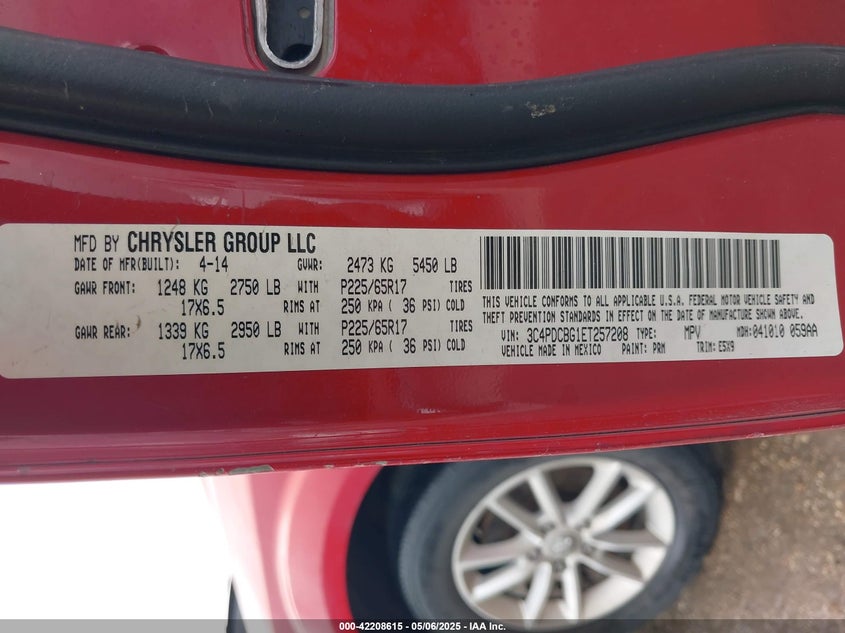 MFD BY CHRYSLER GROUP LLC
DATE OF MFR(BUILT): 4-14 GVWR: 2473 KG 5450 LB
GAWR FRONT: 1248 KG 2750 LB WITH P225/65R17 TIRES
17X6.5 RIMS AT 250 KPA ( 36 PSI) COLD
GAWR REAR: 1339 KG 2950 LB WITH P225/65R17 TIRES
17X6.5 RIMS AT 250 KPA ( 36 PSI) COLD
THIS VEHICLE CONFORMS TO ALL APPLICABLE U.S.A. FEDERAL MOTOR VEHICLE SAFETY,
AND THEFT PREVENTION STANDARDS IN EFFECT ON THE DATE OF MANUFACTURE SHOWN ABOVE.
VIN: 3C4PDCBG1ET257208 TYPE: MPV MDH: 041010 059AA
VEHICLE MADE IN MEXICO PAINT: PRM TRIM: E5X9
000-42208615 - 05/06/2025 - IAA Inc.